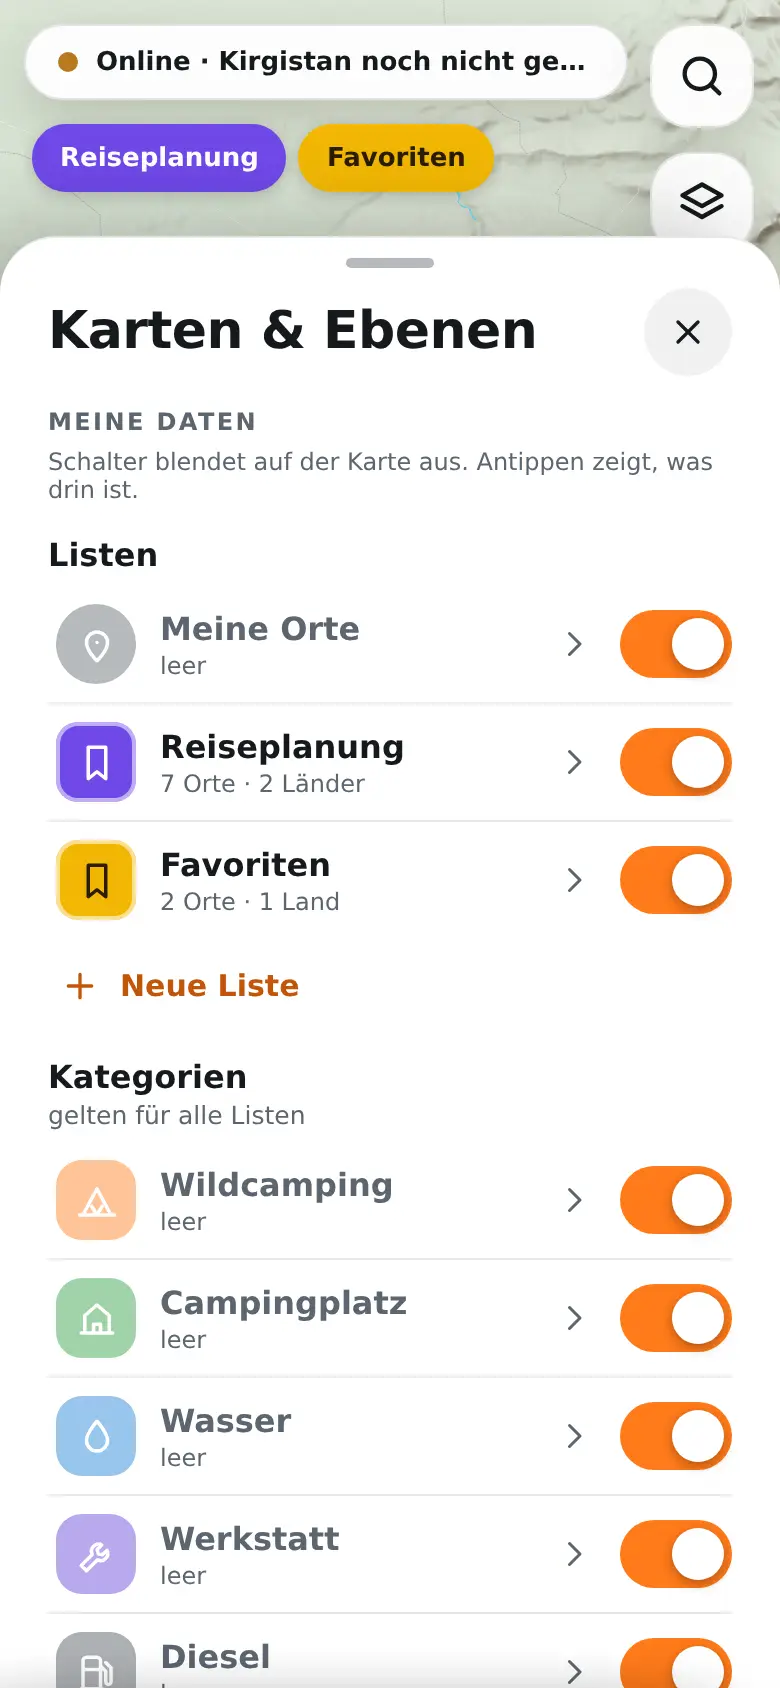 Online · Kirgistan noch nicht ge...
Reiseplanung
Favoriten
Karten & Ebenen
MEINE DATEN
Schalter blendet auf der Karte aus. Antippen zeigt, was
drin ist.
Listen
Meine Orte
leer
Reiseplanung
7 Orte · 2 Länder
Favoriten
2 Orte · 1 Land
+ Neue Liste
Kategorien
gelten für alle Listen
Wildcamping
leer
Campingplatz
leer
Wasser
leer
Werkstatt
leer
Diesel